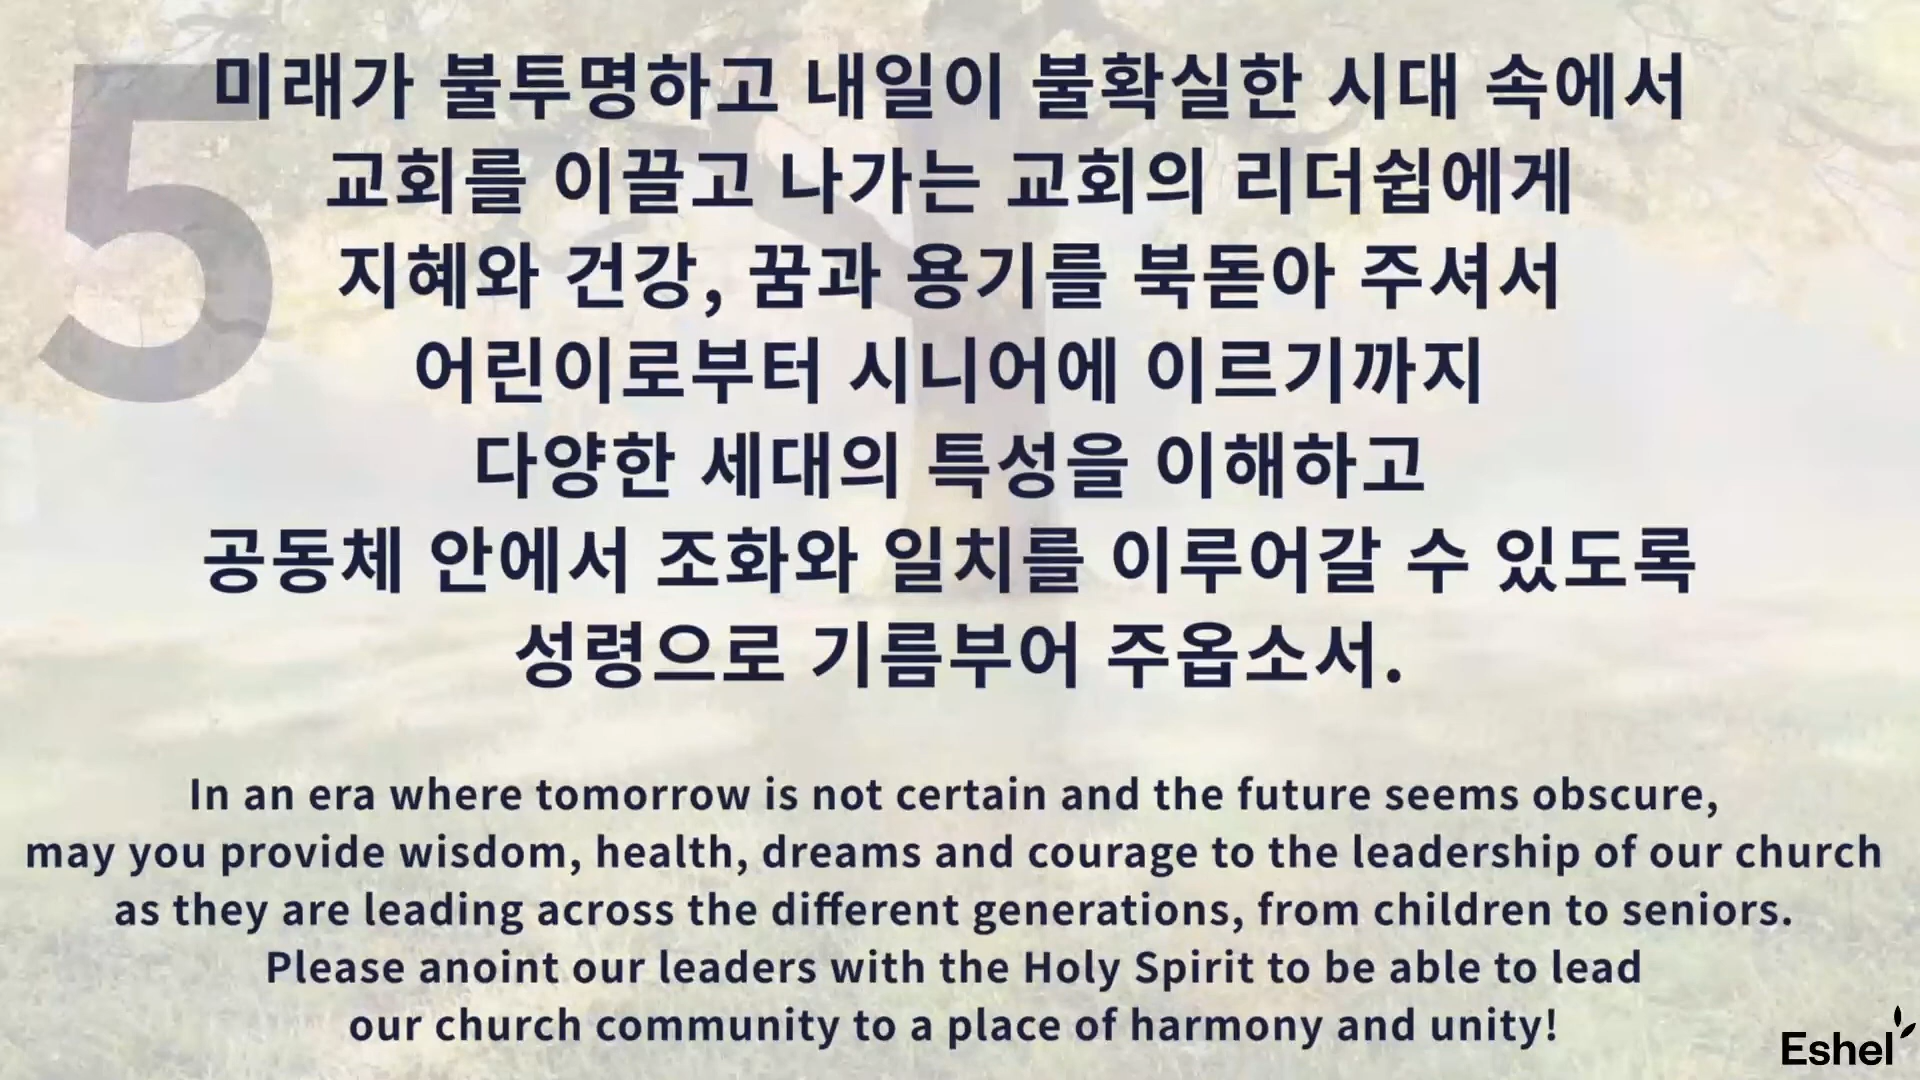 5
미래가 불투명하고 내일이 불확실한 시대 속에서
교회를 이끌고 나가는 교회의 리더쉽에게
지혜와 건강, 꿈과 용기를 북돋아 주셔서
어린이로부터 시니어에 이르기까지
다양한 세대의 특성을 이해하고
공동체 안에서 조화와 일치를 이루어갈 수 있도록
성령으로 기름부어 주옵소서.
In an era where tomorrow is not certain and the future seems obscure,
may you provide wisdom, health, dreams and courage to the leadership of our church
as they are leading across the different generations, from children to seniors.
Please anoint our leaders with the Holy Spirit to be able to lead
our church community to a place of harmony and unity!
Eshel